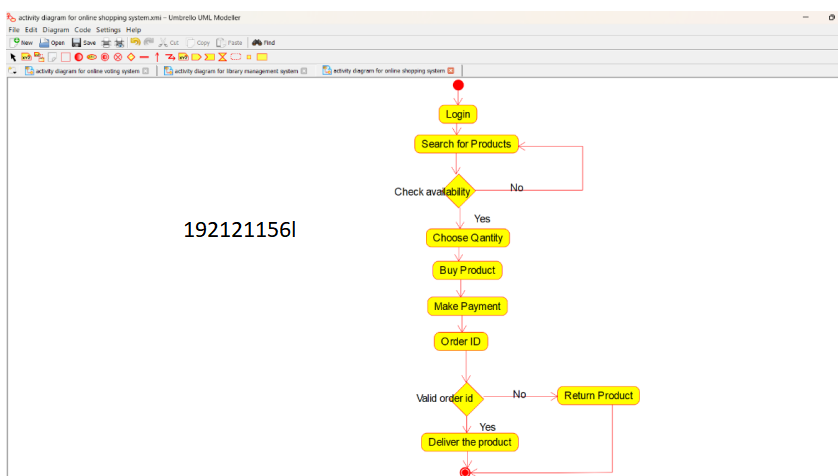 activity diagram for online shopping system.xmi – Umbrello UML Modeller
File Edit Diagram Code Settings Help
New Open Save Cut Copy Paste Find
activity diagram for online voting system activity diagram for library management system activity diagram for online shopping system
Login
Search for Products
Check availability No
192121156l
Yes
Choose Qantity
Buy Product
Make Payment
Order ID
Valid order id No Return Product
Yes
Deliver the product